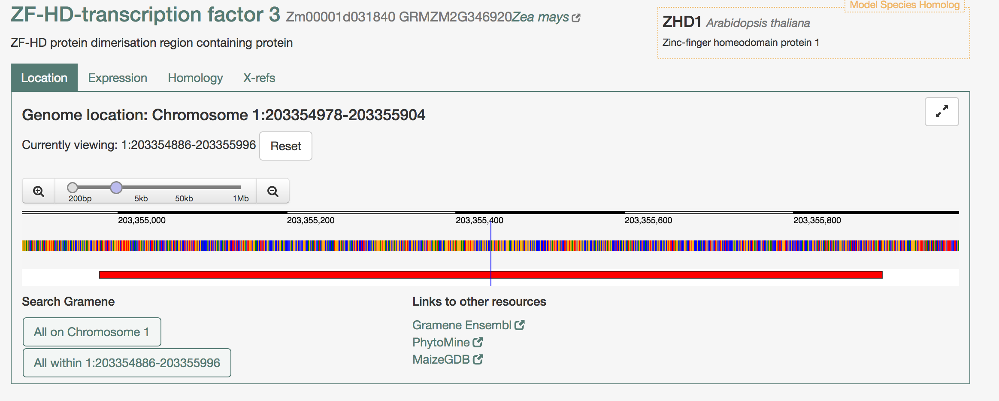 Model Species Homolog
ZF-HD-transcription factor 3 Zm00001d031840 GRMZM2G346920Zea mays
ZHD1 Arabidopsis thaliana
ZF-HD protein dimerisation region containing protein
Zinc-finger homeodomain protein 1
Location Expression Homology X-refs
Genome location: Chromosome 1:203354978-203355904
Currently viewing: 1:203354886-203355996 Reset
200bp 5kb 50kb 1Mb
203,355,000 203,355,200 203,355,400 203,355,600 203,355,800
Search Gramene
Links to other resources
All on Chromosome 1
All within 1:203354886-203355996
Gramene Ensembl
PhytoMine
MaizeGDB